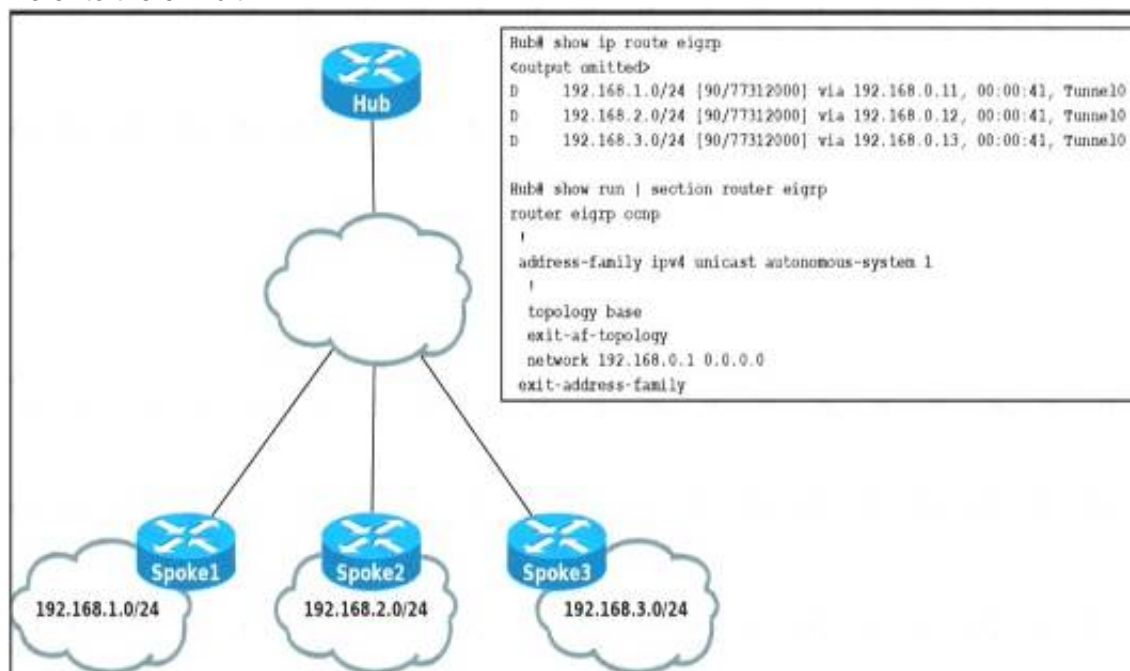 Hub# show ip route eigrp
<output omitted>
D 192.168.1.0/24 [90/77312000] via 192.168.0.11, 00:00:41, Tunnel0
D 192.168.2.0/24 [90/77312000] via 192.168.0.12, 00:00:41, Tunnel0
D 192.168.3.0/24 [90/77312000] via 192.168.0.13, 00:00:41, Tunnel0
Hub# show run | section router eigrp
router eigrp ccnp
!
address-family ipv4 unicast autonomous-system 1
!
topology base
exit-af-topology
network 192.168.0.1 0.0.0.0
exit-address-family
Hub
Spoke1
Spoke2
Spoke3
192.168.1.0/24
192.168.2.0/24
192.168.3.0/24